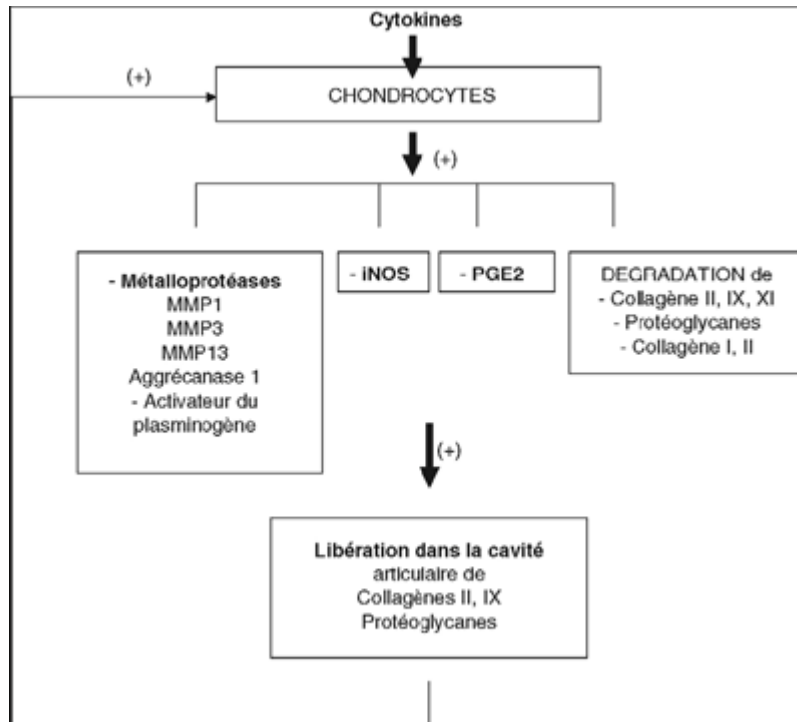 Cytokines
(+)
CHONDROCYTES
(+)
- Métalloprotéases
MMP1
MMP3
MMP13
Aggrécanase 1
- Activateur du
plasminogène
- iNOS
- PGE2
DEGRADATION de
- Collagène II, IX, XI
- Protéoglycanes
- Collagène I, II
(+)
Libération dans la cavité
articulaire de
Collagènes II, IX
Protéoglycanes